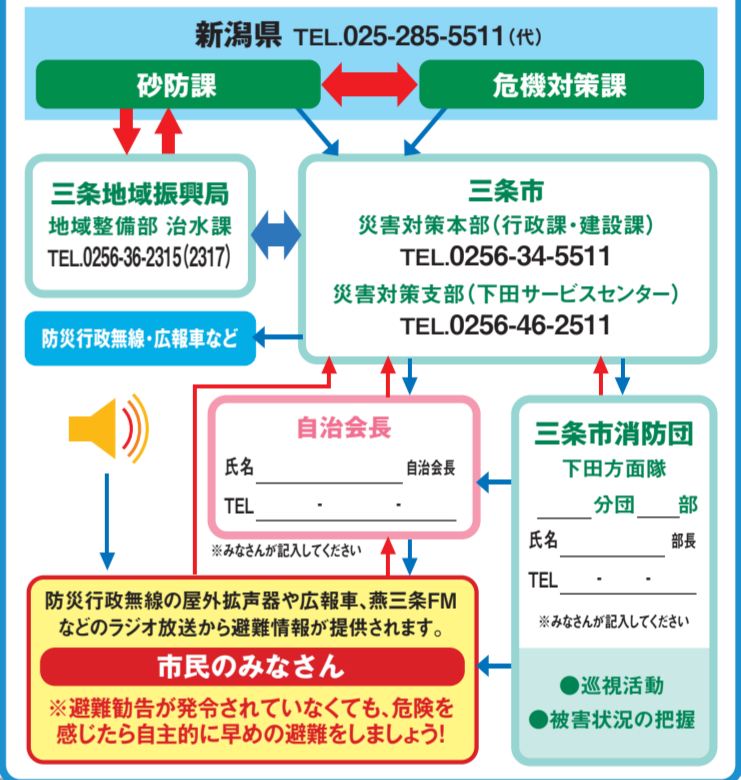 新潟県 TEL.025-285-5511(代)
砂防課
危機対策課
三条地域振興局
地域整備部 治水課
TEL.0256-36-2315(2317)
三条市
災害対策本部(行政課・建設課)
TEL.0256-34-5511
災害対策支部(下田サービスセンター)
TEL.0256-46-2511
防災行政無線・広報車など
自治会長
氏名 自治会長
TEL - -
※みなさんが記入してください
三条市消防団
下田方面隊
分団 部
氏名 部長
TEL - -
※みなさんが記入してください
●巡視活動
●被害状況の把握
防災行政無線の屋外拡声器や広報車、燕三条FM
などのラジオ放送から避難情報が提供されます。
市民のみなさん
※避難勧告が発令されていなくても、危険を
感じたら自主的に早めの避難をしましょう!